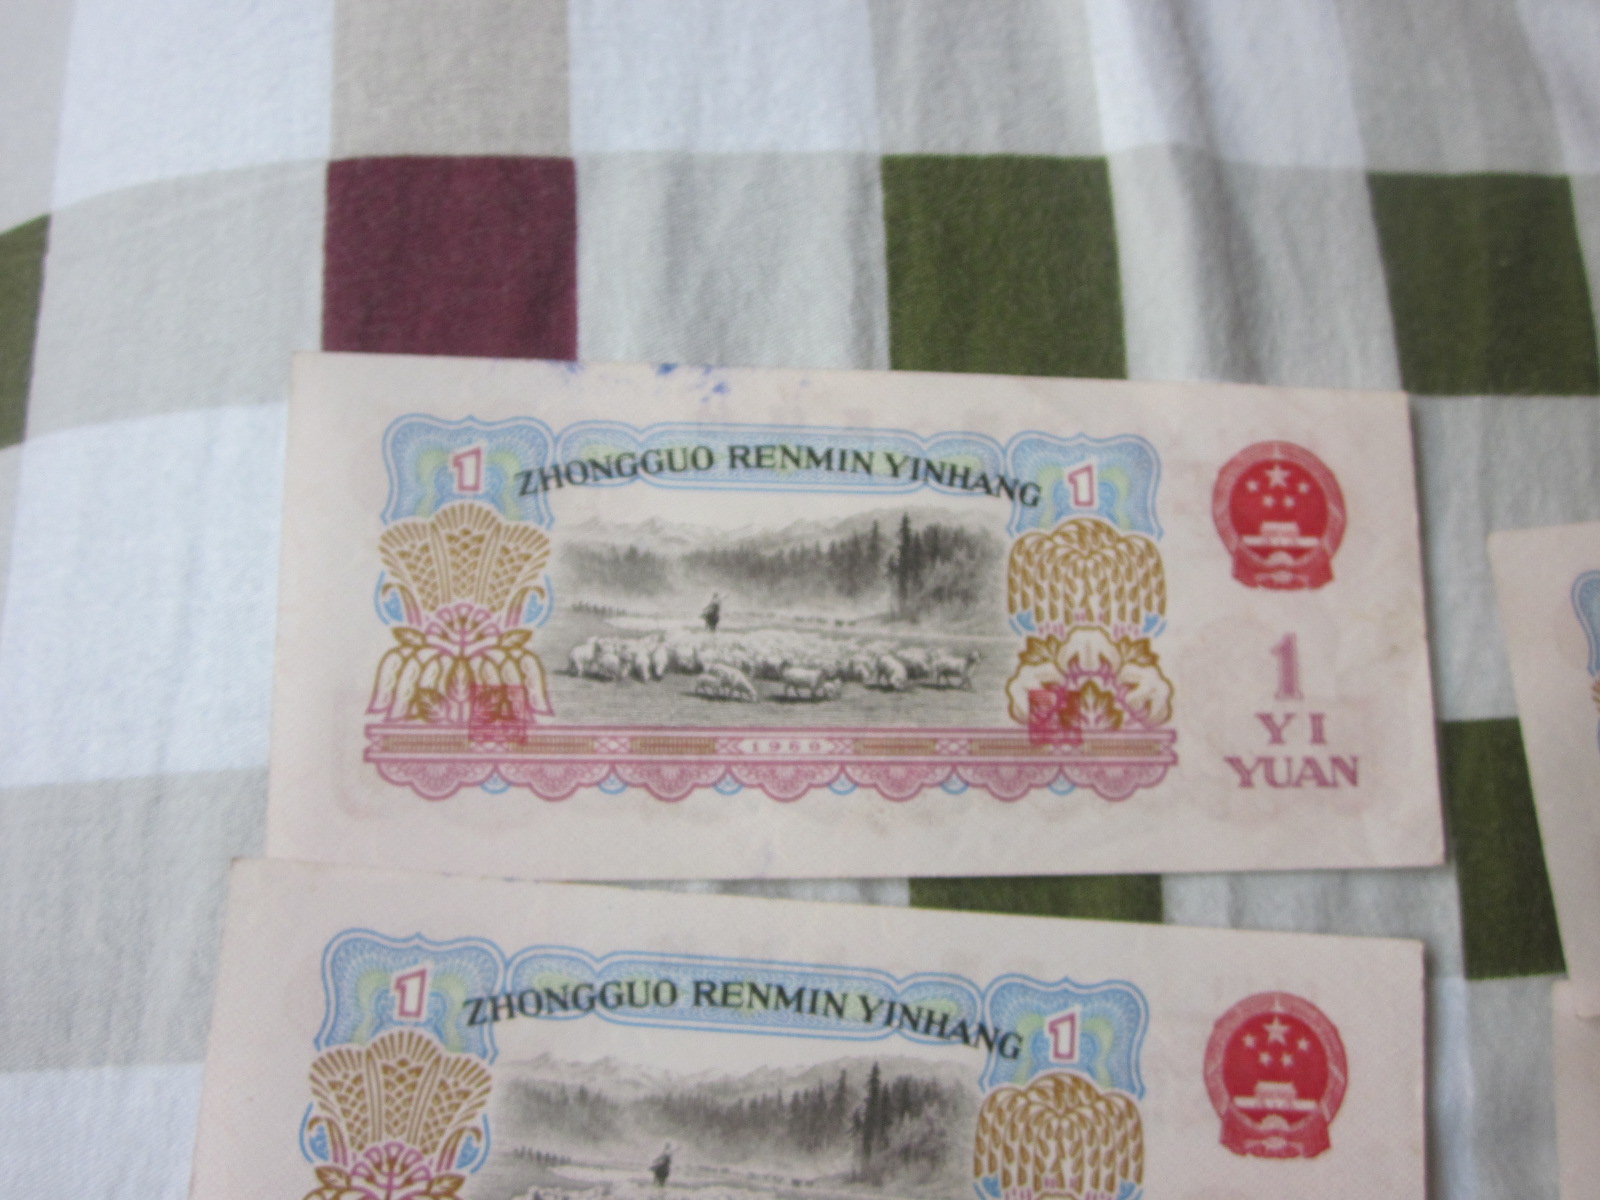 1 ZHONGGUO RENMIN YINHANG 1
1
YI
YUAN
1960
1 ZHONGGUO RENMIN YINHANG 1